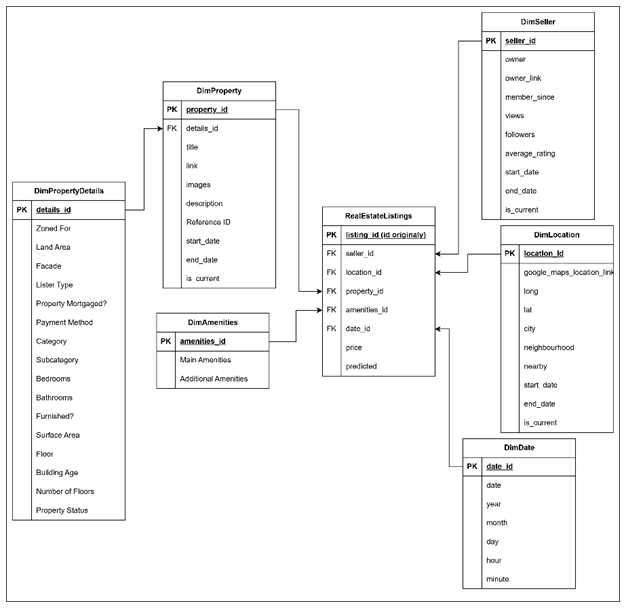 DimSeller
PK seller_id
owner
owner_link
member_since
views
followers
average_rating
start_date
end_date
is_current
DimProperty
PK property_id
FK details_id
title
link
images
description
Reference ID
start_date
end_date
is_current
DimPropertyDetails
PK details_id
Zoned For
Land Area
Facade
Lister Type
Property Mortgaged?
Payment Method
Category
Subcategory
Bedrooms
Bathrooms
Furnished?
Surface Area
Floor
Building Age
Number of Floors
Property Status
RealEstateListings
PK listing_id (id originaly)
FK seller_id
FK location_id
FK property_id
FK amenities_id
FK date_id
price
predicted
DimAmenities
PK amenities_id
Main Amenities
Additional Amenities
DimLocation
PK location_id
google_maps_location_link
long
lat
city
neighbourhood
nearby
start_date
end_date
is_current
DimDate
PK date_id
date
year
month
day
hour
minute